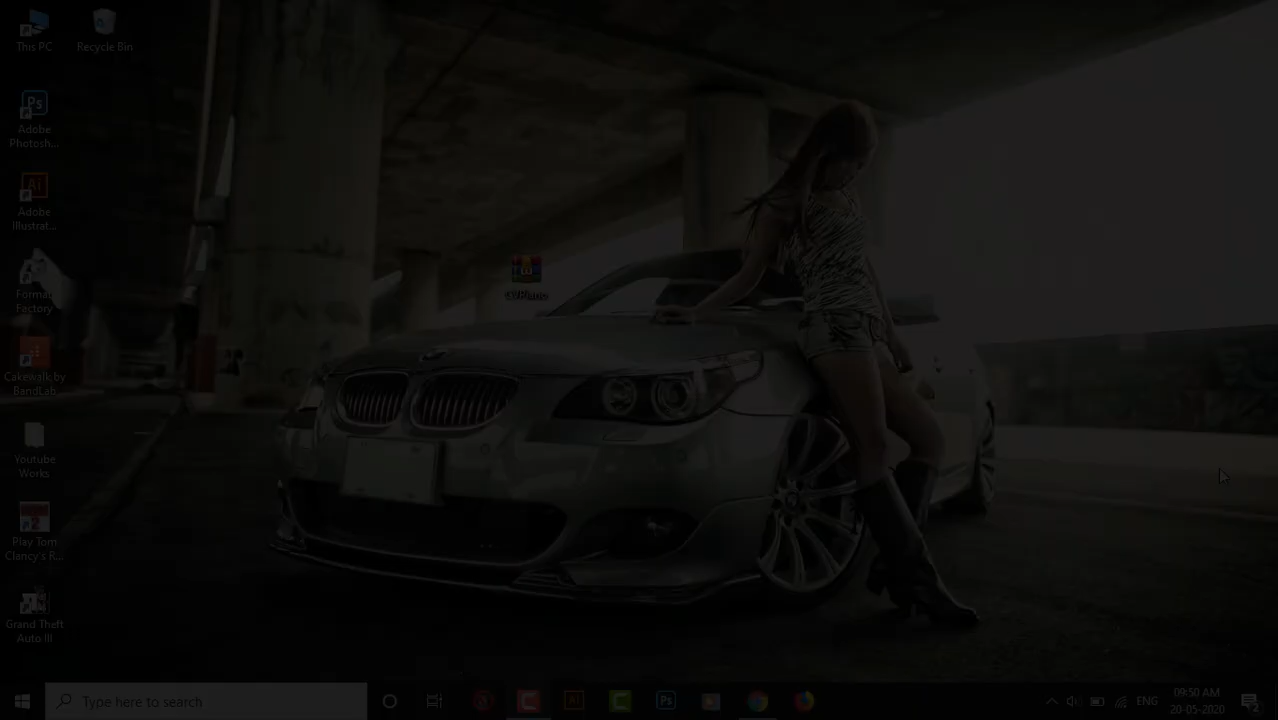 This PC
Recycle Bin
Adobe
Photosh...
Adobe
Illustrat...
Format
Factory
Cakewalk by
BandLab
Youtube
Works
Play Tom
Clancy's R...
Grand Theft
Auto III
Type here to search
ENG
09:50 AM
20-05-2020